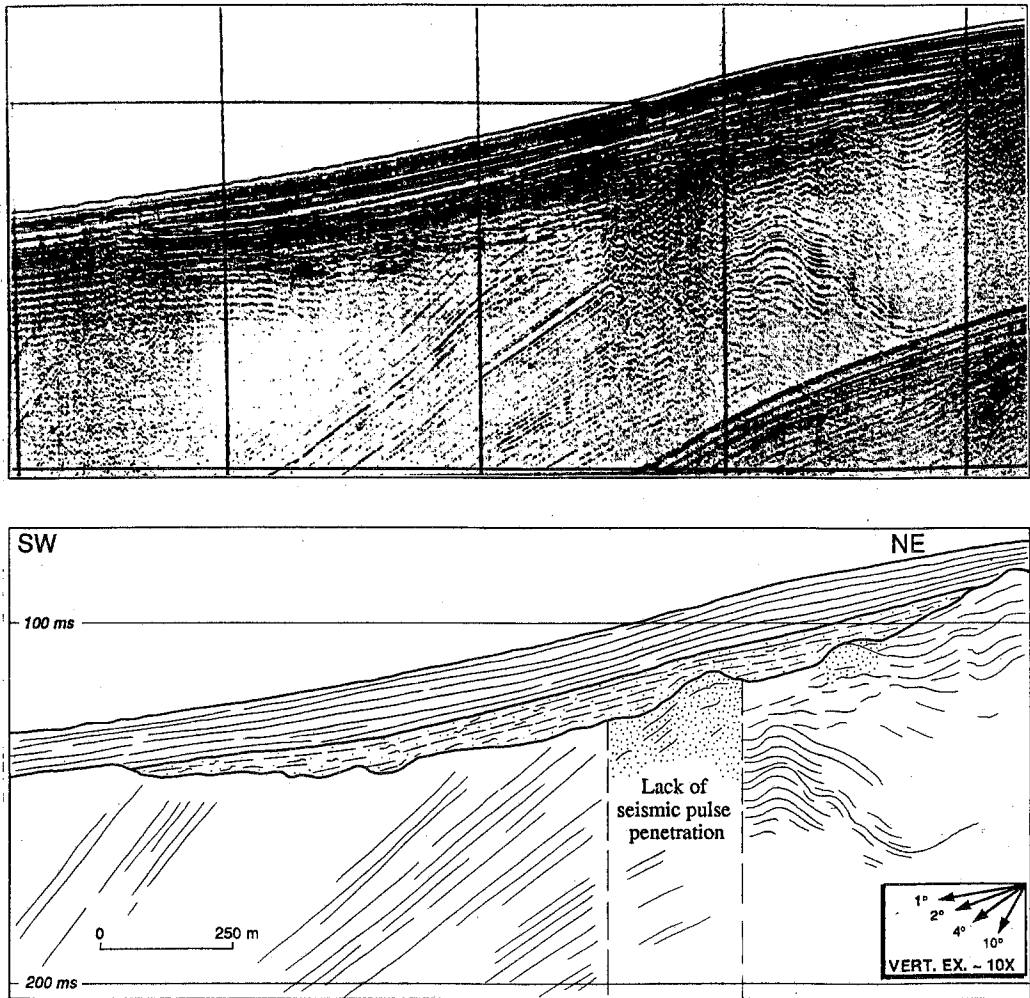 SW
NE
100 ms
Lack of
seismic pulse
penetration
0 250 m
1°
2°
4°
10°
VERT. EX. ~ 10X
200 ms